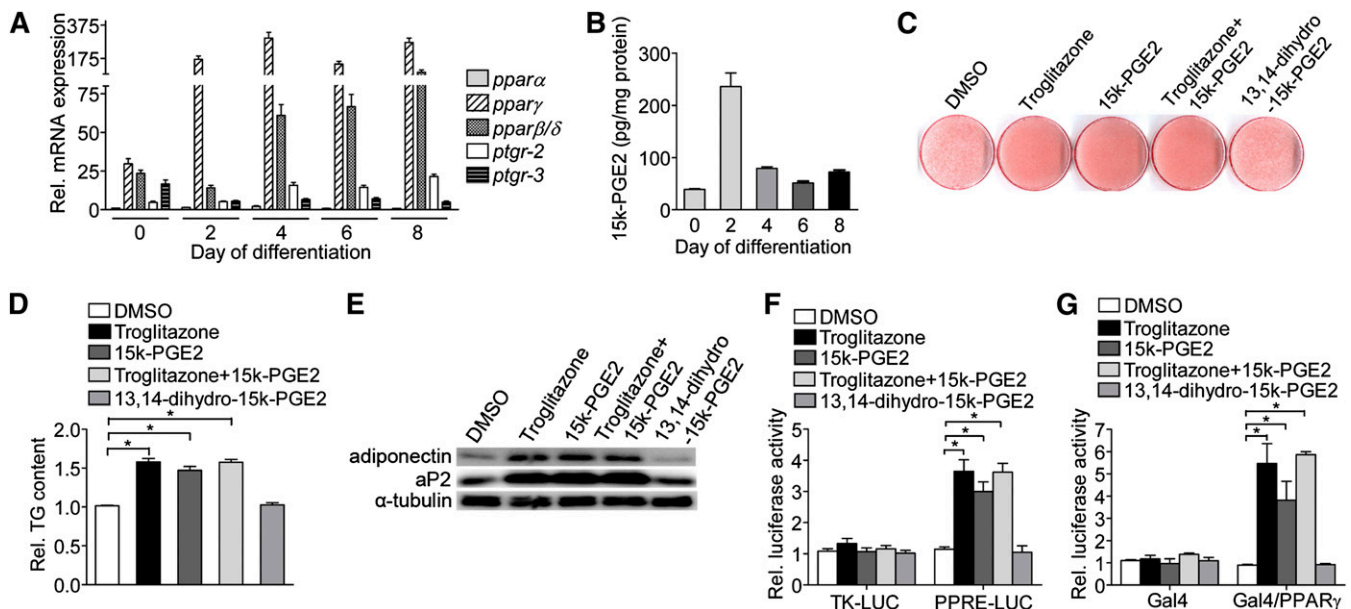 A
Rel. mRNA expression
375
175
75
50
25
0
0 2 4 6 8
Day of differentiation
pparα
pparγ
pparβ/δ
ptgr-2
ptgr-3
B
15k-PGE2 (pg/mg protein)
300
200
100
0
0 2 4 6 8
Day of differentiation
C
DMSO
Troglitazone
15k-PGE2
Troglitazone+
15k-PGE2
13,14-dihydro
-15k-PGE2
D
DMSO
Troglitazone
15k-PGE2
Troglitazone+15k-PGE2
13,14-dihydro-15k-PGE2
Rel. TG content
2.0
1.5
1.0
0.5
0.0
*
*
*
E
DMSO
Troglitazone
15k-PGE2
Troglitazone+
15k-PGE2
13,14-dihydro
-15k-PGE2
adiponectin
aP2
α-tubulin
F
DMSO
Troglitazone
15k-PGE2
Troglitazone+15k-PGE2
13,14-dihydro-15k-PGE2
Rel. luciferase activity
5
4
3
2
1
0
*
*
*
TK-LUC PPRE-LUC
G
DMSO
Troglitazone
15k-PGE2
Troglitazone+15k-PGE2
13,14-dihydro-15k-PGE2
Rel. luciferase activity
7
6
5
4
3
2
1
0
*
*
*
Gal4 Gal4/PPARγ